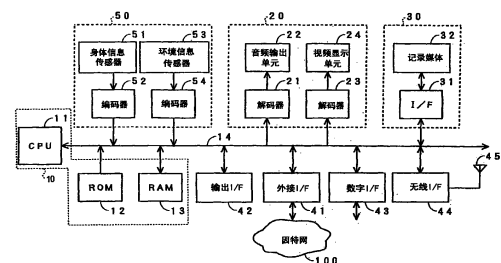 50
20
30
51
53
22
24
32
身体信息
传感器
环境信息
传感器
音频输出
单元
视频显示
单元
记录媒体
52
54
21
23
31
编码器
编码器
解码器
解码器
I/F
11
14
CPU
45
10
ROM
RAM
输出I/F
外接I/F
数字I/F
无线I/F
12
13
42
41
43
44
因特网
100